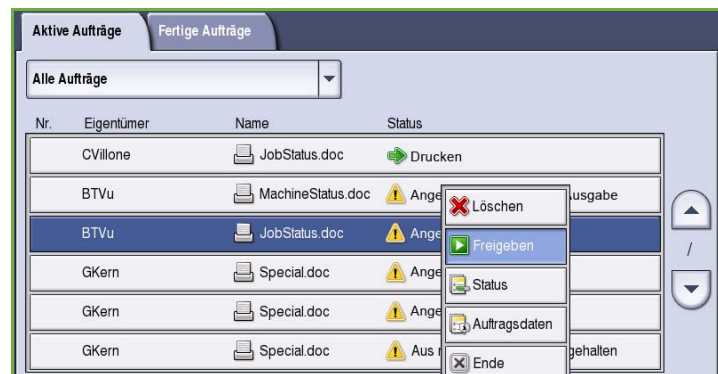 Aktive Aufträge Fertige Aufträge
Alle Aufträge
Nr. Eigentümer Name Status
CVillone JobStatus.doc Drucken
BTVu MachineStatus.doc Ange Ausgabe
Löschen
BTVu JobStatus.doc Ange
Freigeben
/
GKern Special.doc Ange
Status
GKern Special.doc Ange
Auftragsdaten
GKern Special.doc Aus gehalten
Ende